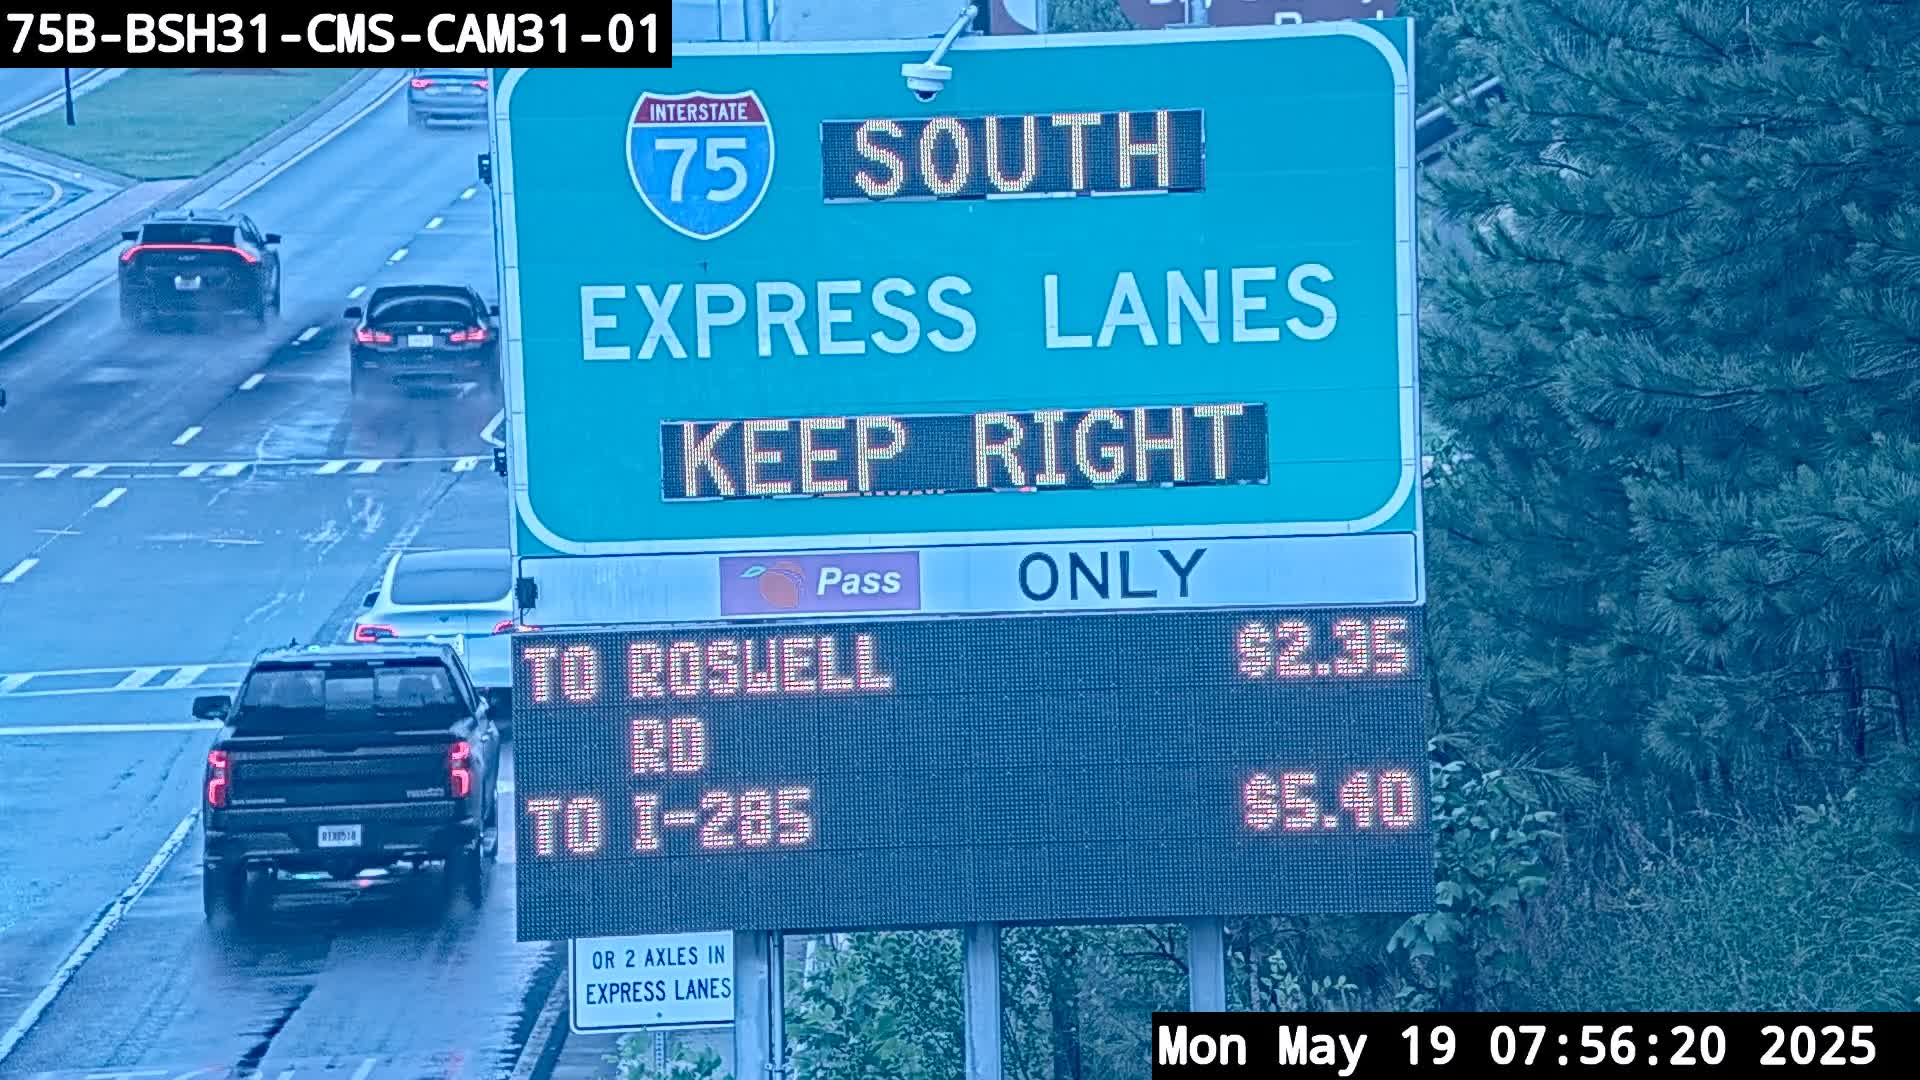 75B-BSH31-CMS-CAM31-01
INTERSTATE
75
SOUTH
EXPRESS LANES
KEEP RIGHT
Pass ONLY
TO ROSWELL $2.35
RD
TO I-285 $5.40
OR 2 AXLES IN
EXPRESS LANES
Mon May 19 07:56:20 2025